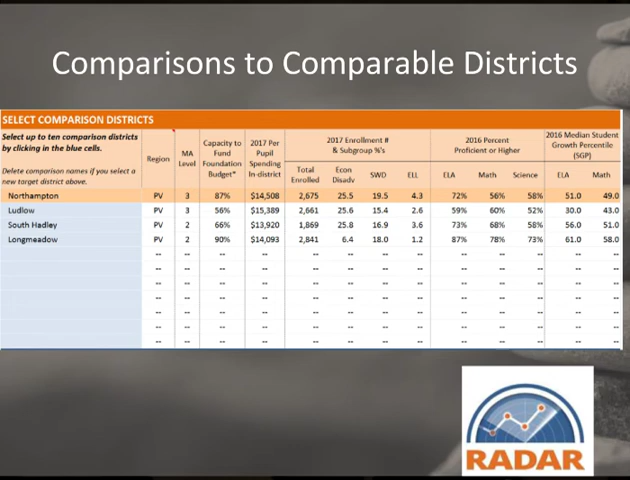 Comparisons to Comparable Districts
SELECT COMPARISON DISTRICTS
Select up to ten comparison districts by clicking in the blue cells.
Delete comparison names if you select a new target district above.
Region
MA Level
Capacity to Fund Foundation Budget*
2017 Per Pupil Spending In-district
2017 Enrollment # & Subgroup %'s
2016 Percent Proficient or Higher
2016 Median Student Growth Percentile (SGP)
Total Enrolled Econ Disadv SWD ELL ELA Math Science ELA Math
Northampton PV 3 87% $14,508 2,675 25.5 19.5 4.3 72% 56% 58% 51.0 49.0
Ludlow PV 3 56% $15,389 2,661 25.6 15.4 2.6 59% 60% 52% 30.0 43.0
South Hadley PV 2 66% $13,920 1,869 25.8 16.9 3.6 73% 68% 58% 56.0 51.0
Longmeadow PV 2 90% $14,093 2,841 6.4 18.0 1.2 87% 78% 73% 61.0 58.0
-- -- -- -- -- -- -- -- -- -- -- -- --
-- -- -- -- -- -- -- -- -- -- -- -- --
-- -- -- -- -- -- -- -- -- -- -- -- --
-- -- -- -- -- -- -- -- -- -- -- -- --
-- -- -- -- -- -- -- -- -- -- -- -- --
-- -- -- -- -- -- -- -- -- -- -- -- --
-- -- -- -- -- -- -- -- -- -- -- -- --
RADAR